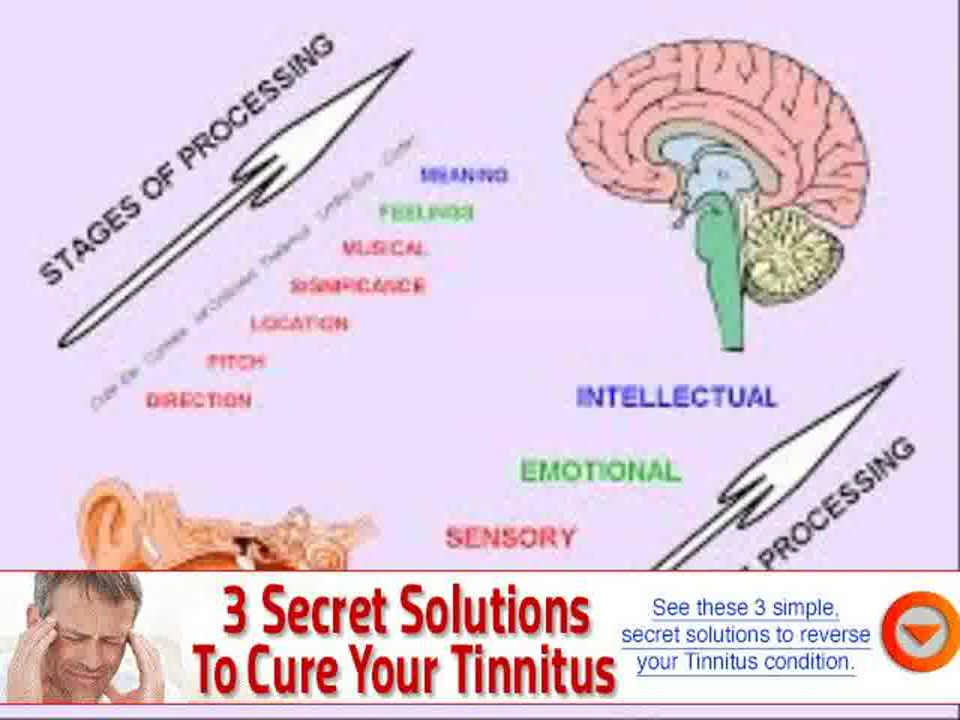 STAGES OF PROCESSING
MEANING
FEELINGS
MUSICAL
SIGNIFICANCE
LOCATION
PITCH
DIRECTION
INTELLECTUAL
EMOTIONAL
SENSORY
PROCESSING
3 Secret Solutions
To Cure Your Tinnitus
See these 3 simple,
secret solutions to reverse
your Tinnitus condition.